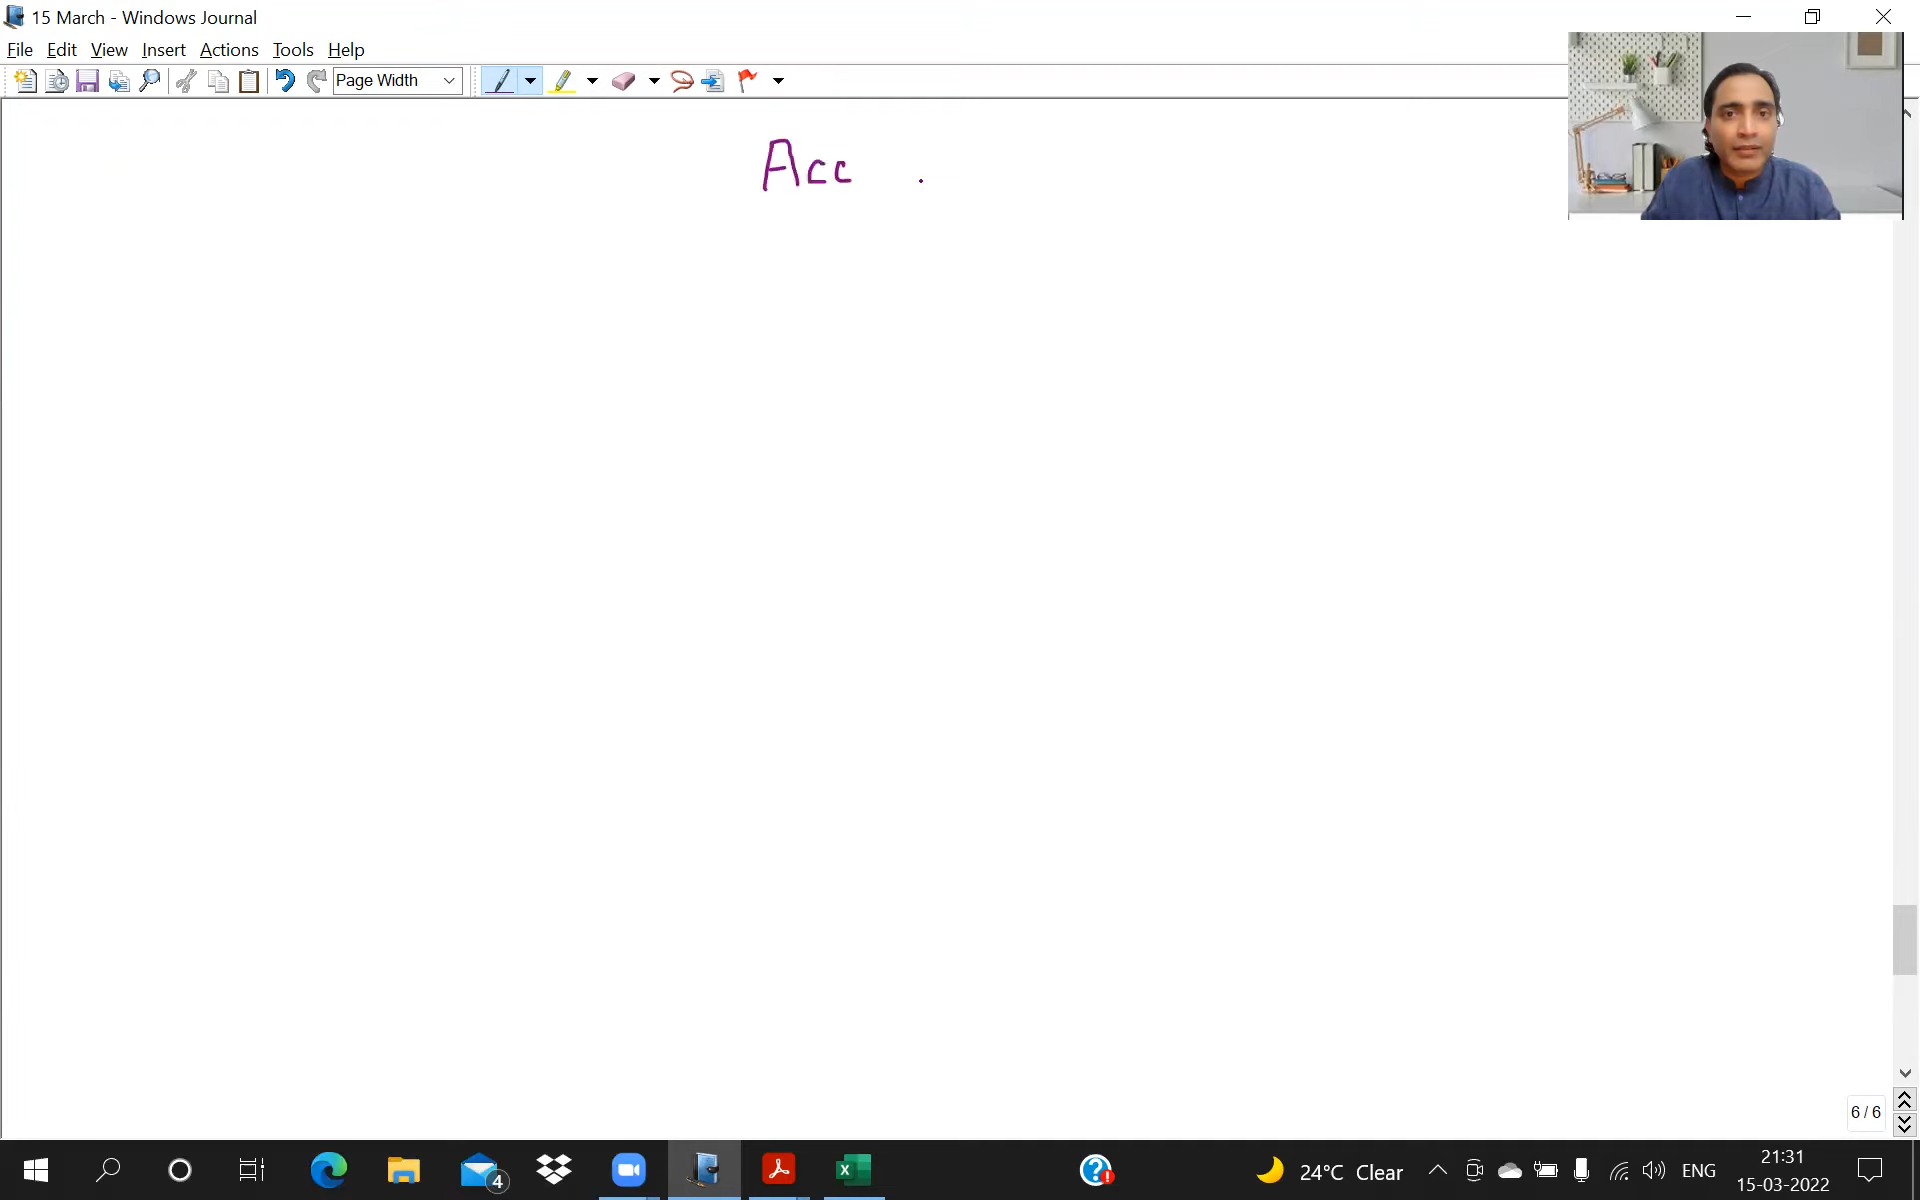 15 March - Windows Journal
File Edit View Insert Actions Tools Help
Page Width
Acc .
6 / 6
4
24°C Clear
ENG
21:31
15-03-2022